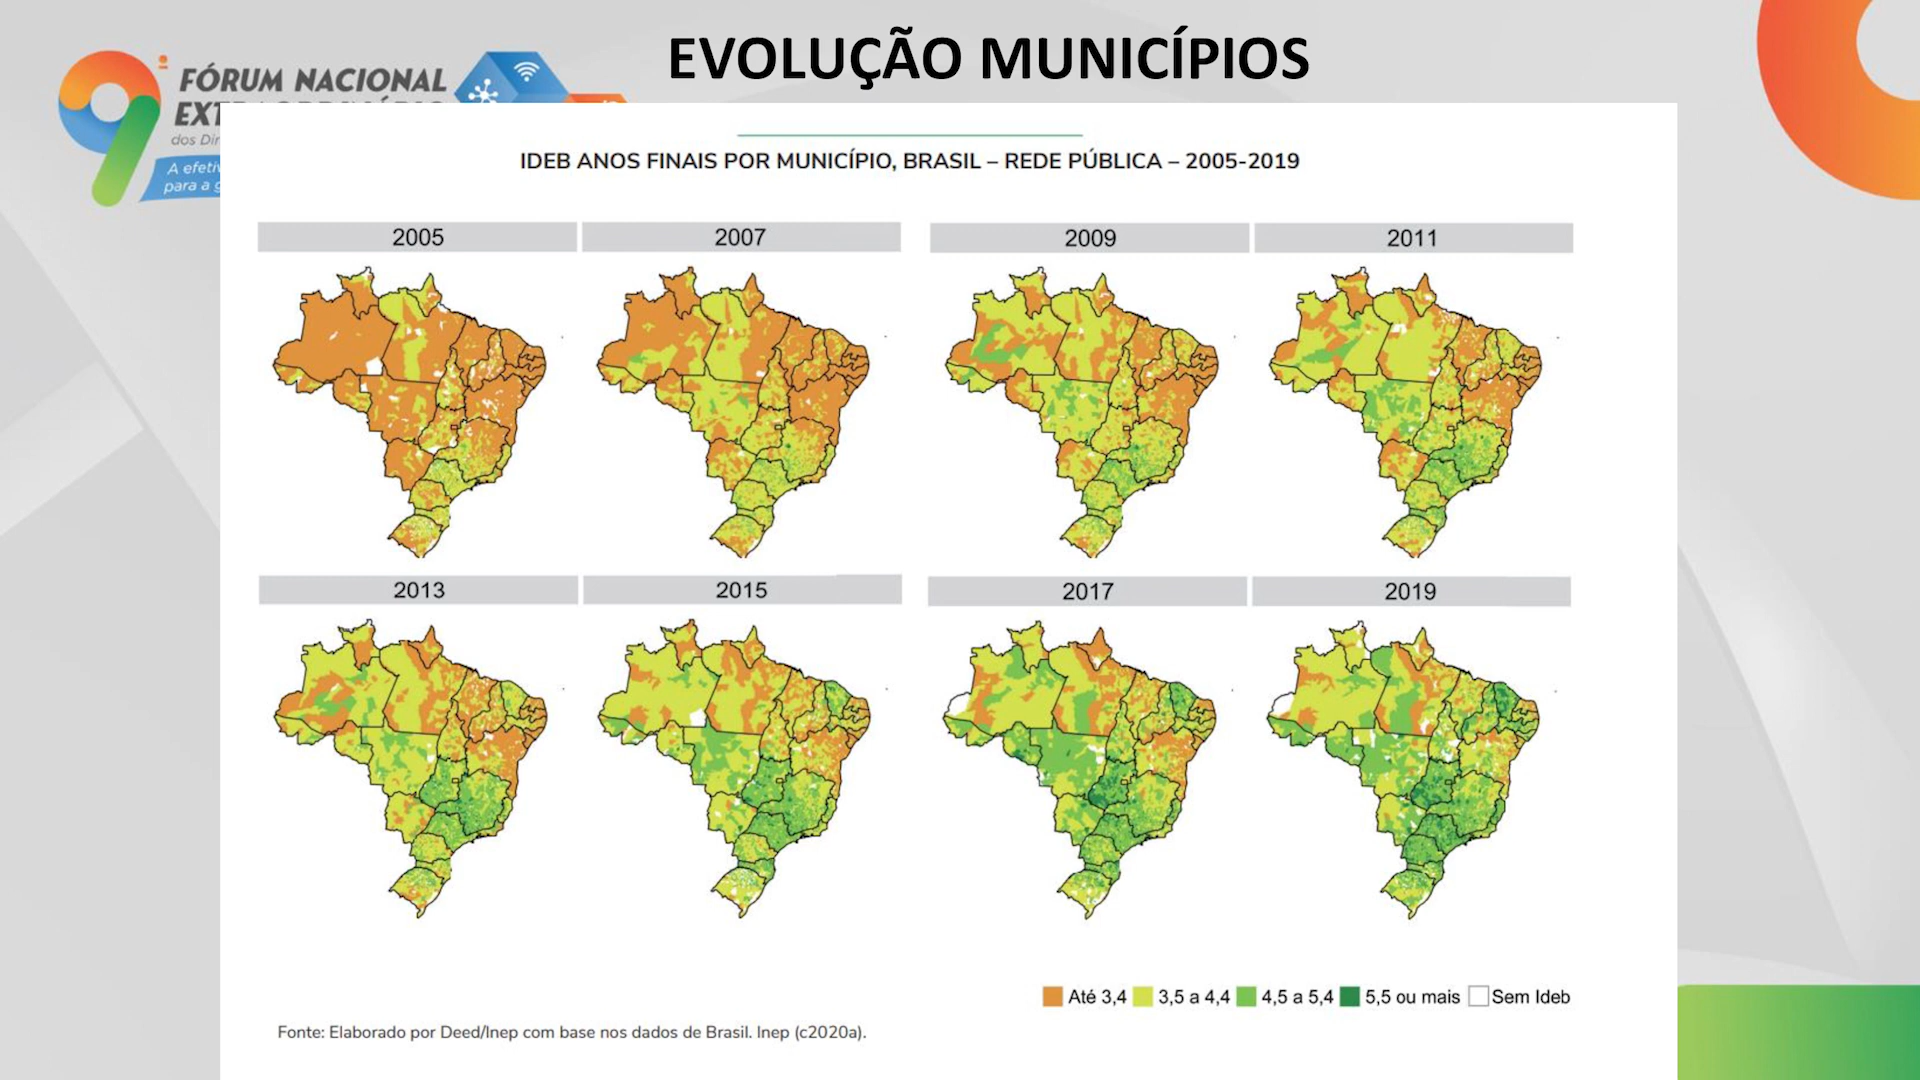 EVOLUÇÃO MUNICÍPIOS
FÓRUM NACIONAL
dos
A
para a
IDEB ANOS FINAIS POR MUNICÍPIO, BRASIL – REDE PÚBLICA – 2005-2019
2005
2007
2009
2011
2013
2015
2017
2019
Até 3,4
3,5 a 4,4
4,5 a 5,4
5,5 ou mais
Sem Ideb
Fonte: Elaborado por Deed/Inep com base nos dados de Brasil. Inep (c2020a).